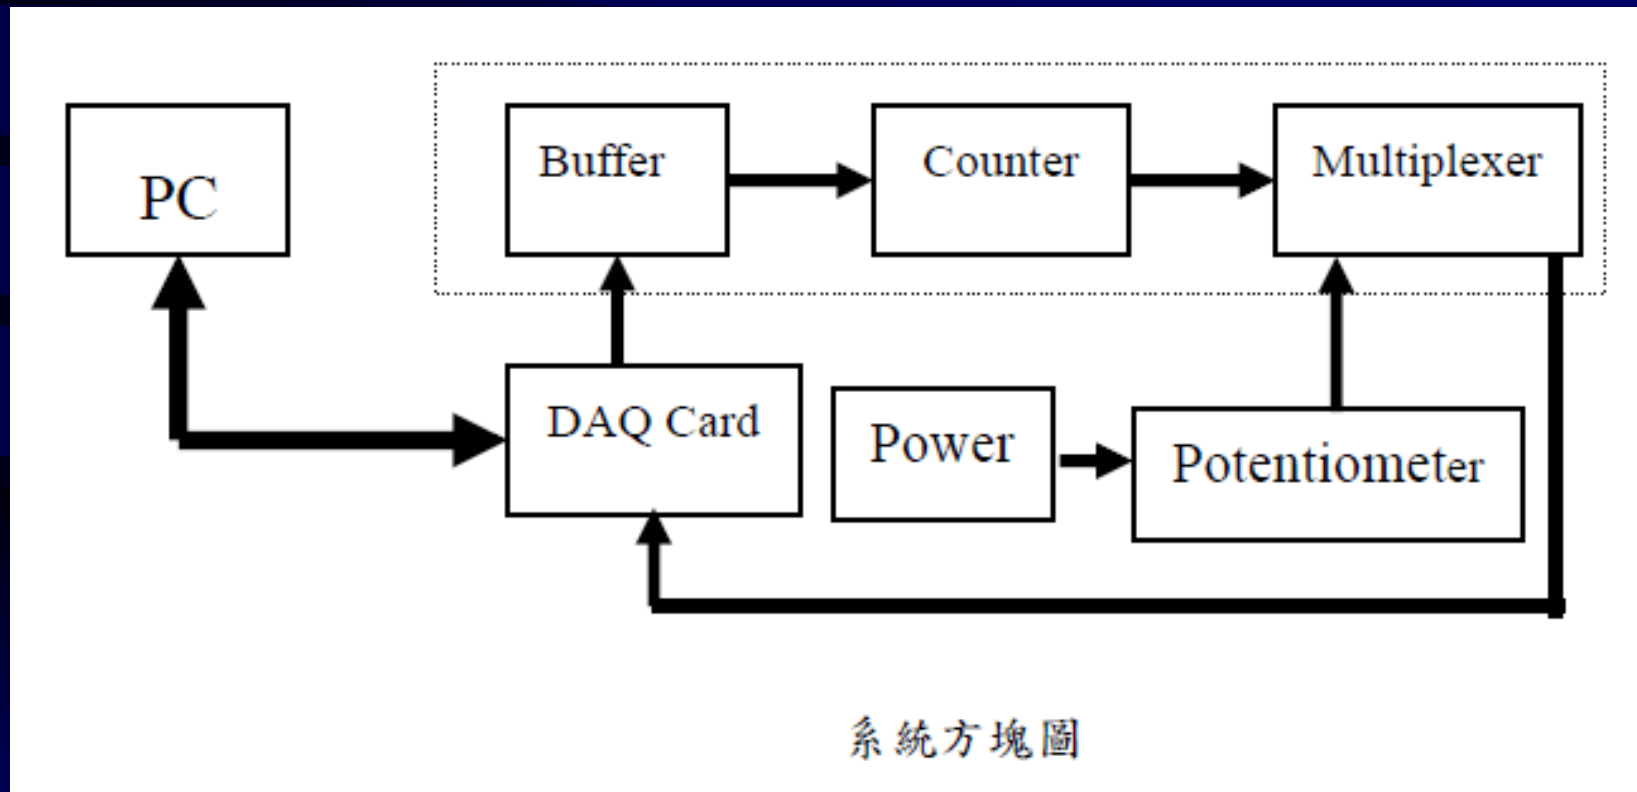 PC
Buffer
Counter
Multiplexer
DAQ Card
Power
Potentiometer
系統方塊圖